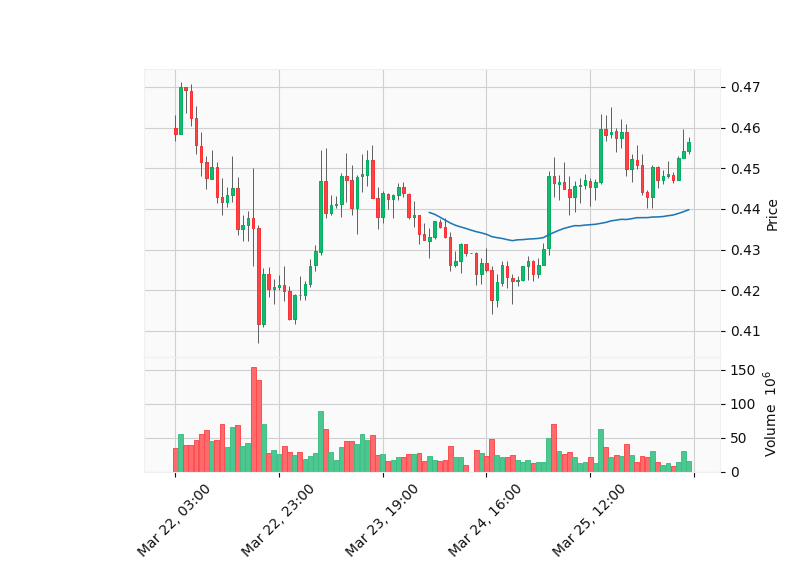 0.47
0.46
0.45
0.44
0.43
0.42
0.41
Price
150
100
50
0
Volume 10⁶
Mar 22, 03:00
Mar 22, 23:00
Mar 23, 19:00
Mar 24, 16:00
Mar 25, 12:00